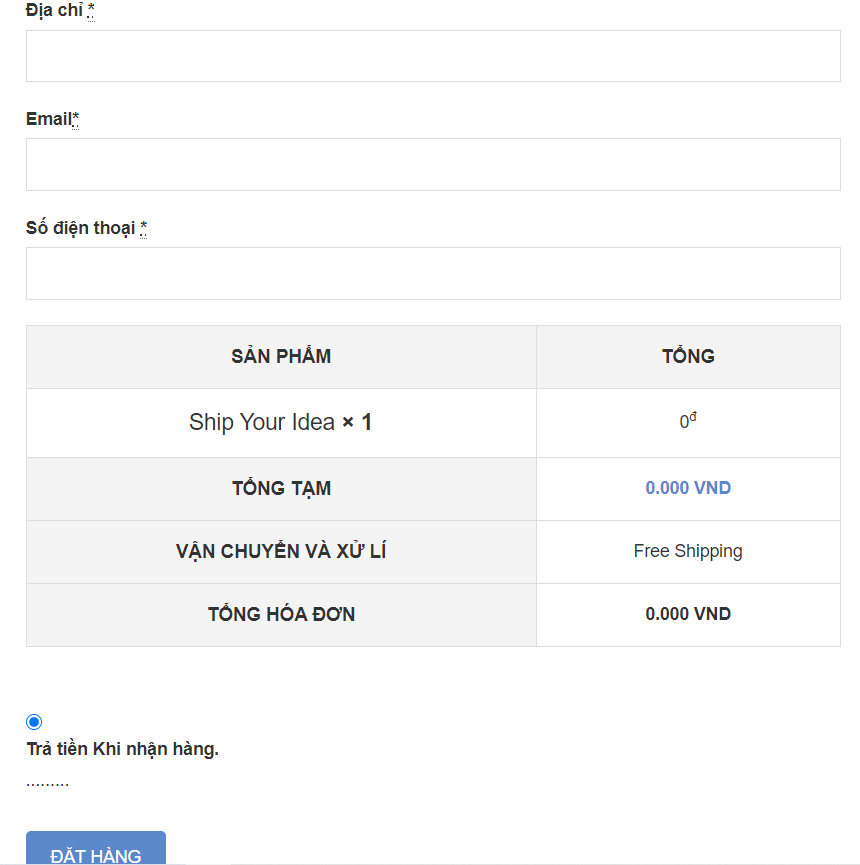 Địa chỉ *
Email*
Số điện thoại *
SẢN PHẨM TỔNG
Ship Your Idea × 1 0đ
TỔNG TẠM 0.000 VND
VẬN CHUYỂN VÀ XỬ LÍ Free Shipping
TỔNG HÓA ĐƠN 0.000 VND
Trả tiền Khi nhận hàng.
.........
ĐẶT HÀNG